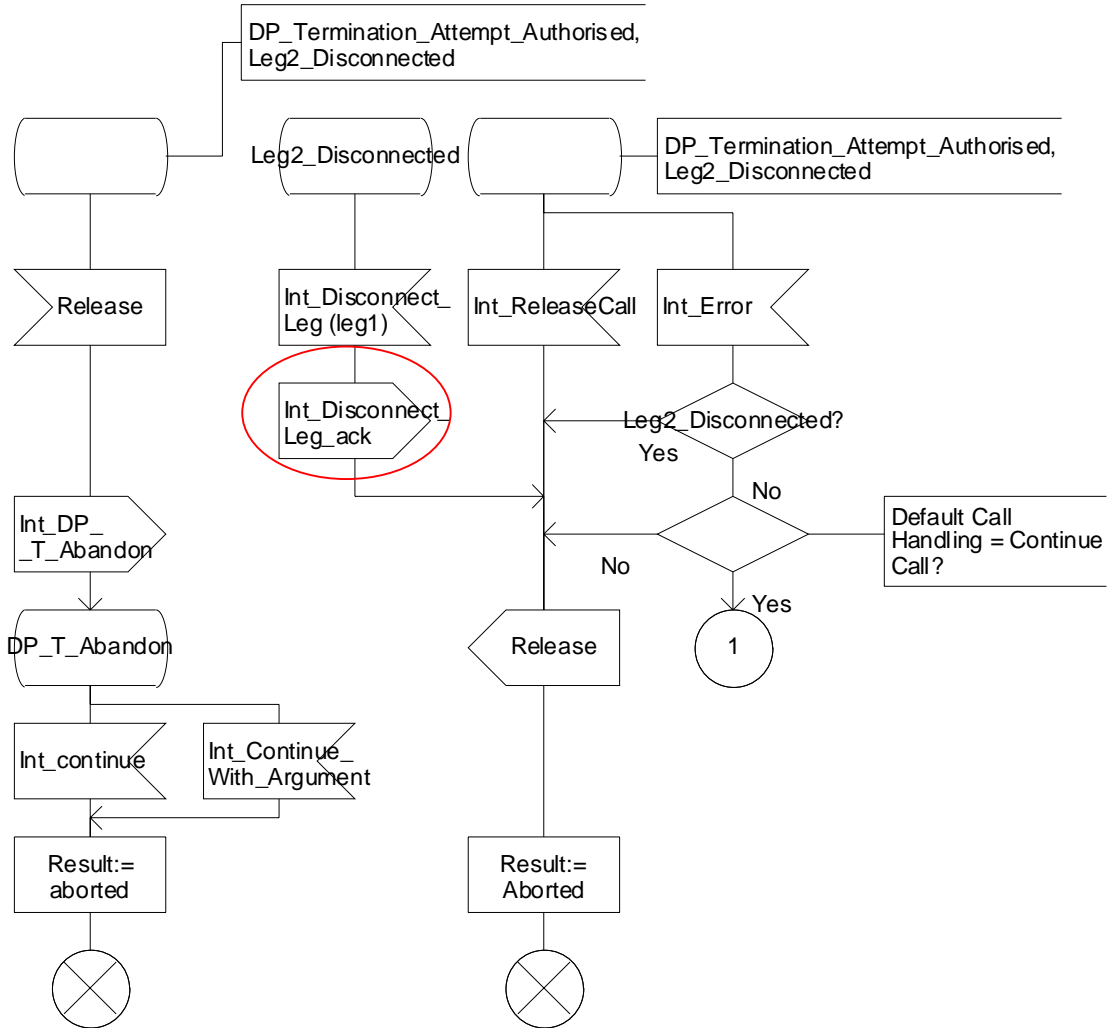 DP_Termination_Attempt_Authorised,
Leg2_Disconnected
Leg2_Disconnected
DP_Termination_Attempt_Authorised,
Leg2_Disconnected
Release
Int_Disconnect_
Leg (leg1)
Int_ReleaseCall
Int_Error
Int_Disconnect_
Leg_ack
Leg2_Disconnected?
Yes
No
Int_DP_
_T_Abandon
Default Call
Handling = Continue
Call?
No
Yes
DP_T_Abandon
Release
1
Int_continue
Int_Continue_
With_Argument
Result:=
aborted
Result:=
Aborted